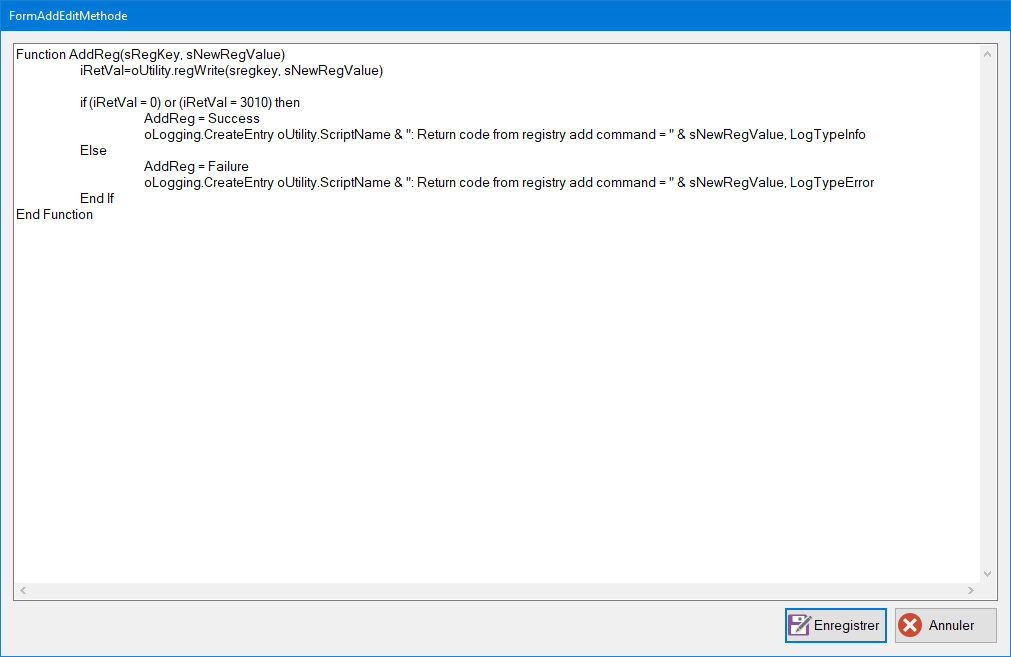 FormAddEditMethode
Function AddReg(sRegKey, sNewRegValue)
iRetVal=oUtility.regWrite(sregkey, sNewRegValue)
if (iRetVal = 0) or (iRetVal = 3010) then
AddReg = Success
oLogging.CreateEntry oUtility.ScriptName & ": Return code from registry add command = " & sNewRegValue, LogTypeInfo
Else
AddReg = Failure
oLogging.CreateEntry oUtility.ScriptName & ": Return code from registry add command = " & sNewRegValue, LogTypeError
End If
End Function
Enregistrer
Annuler